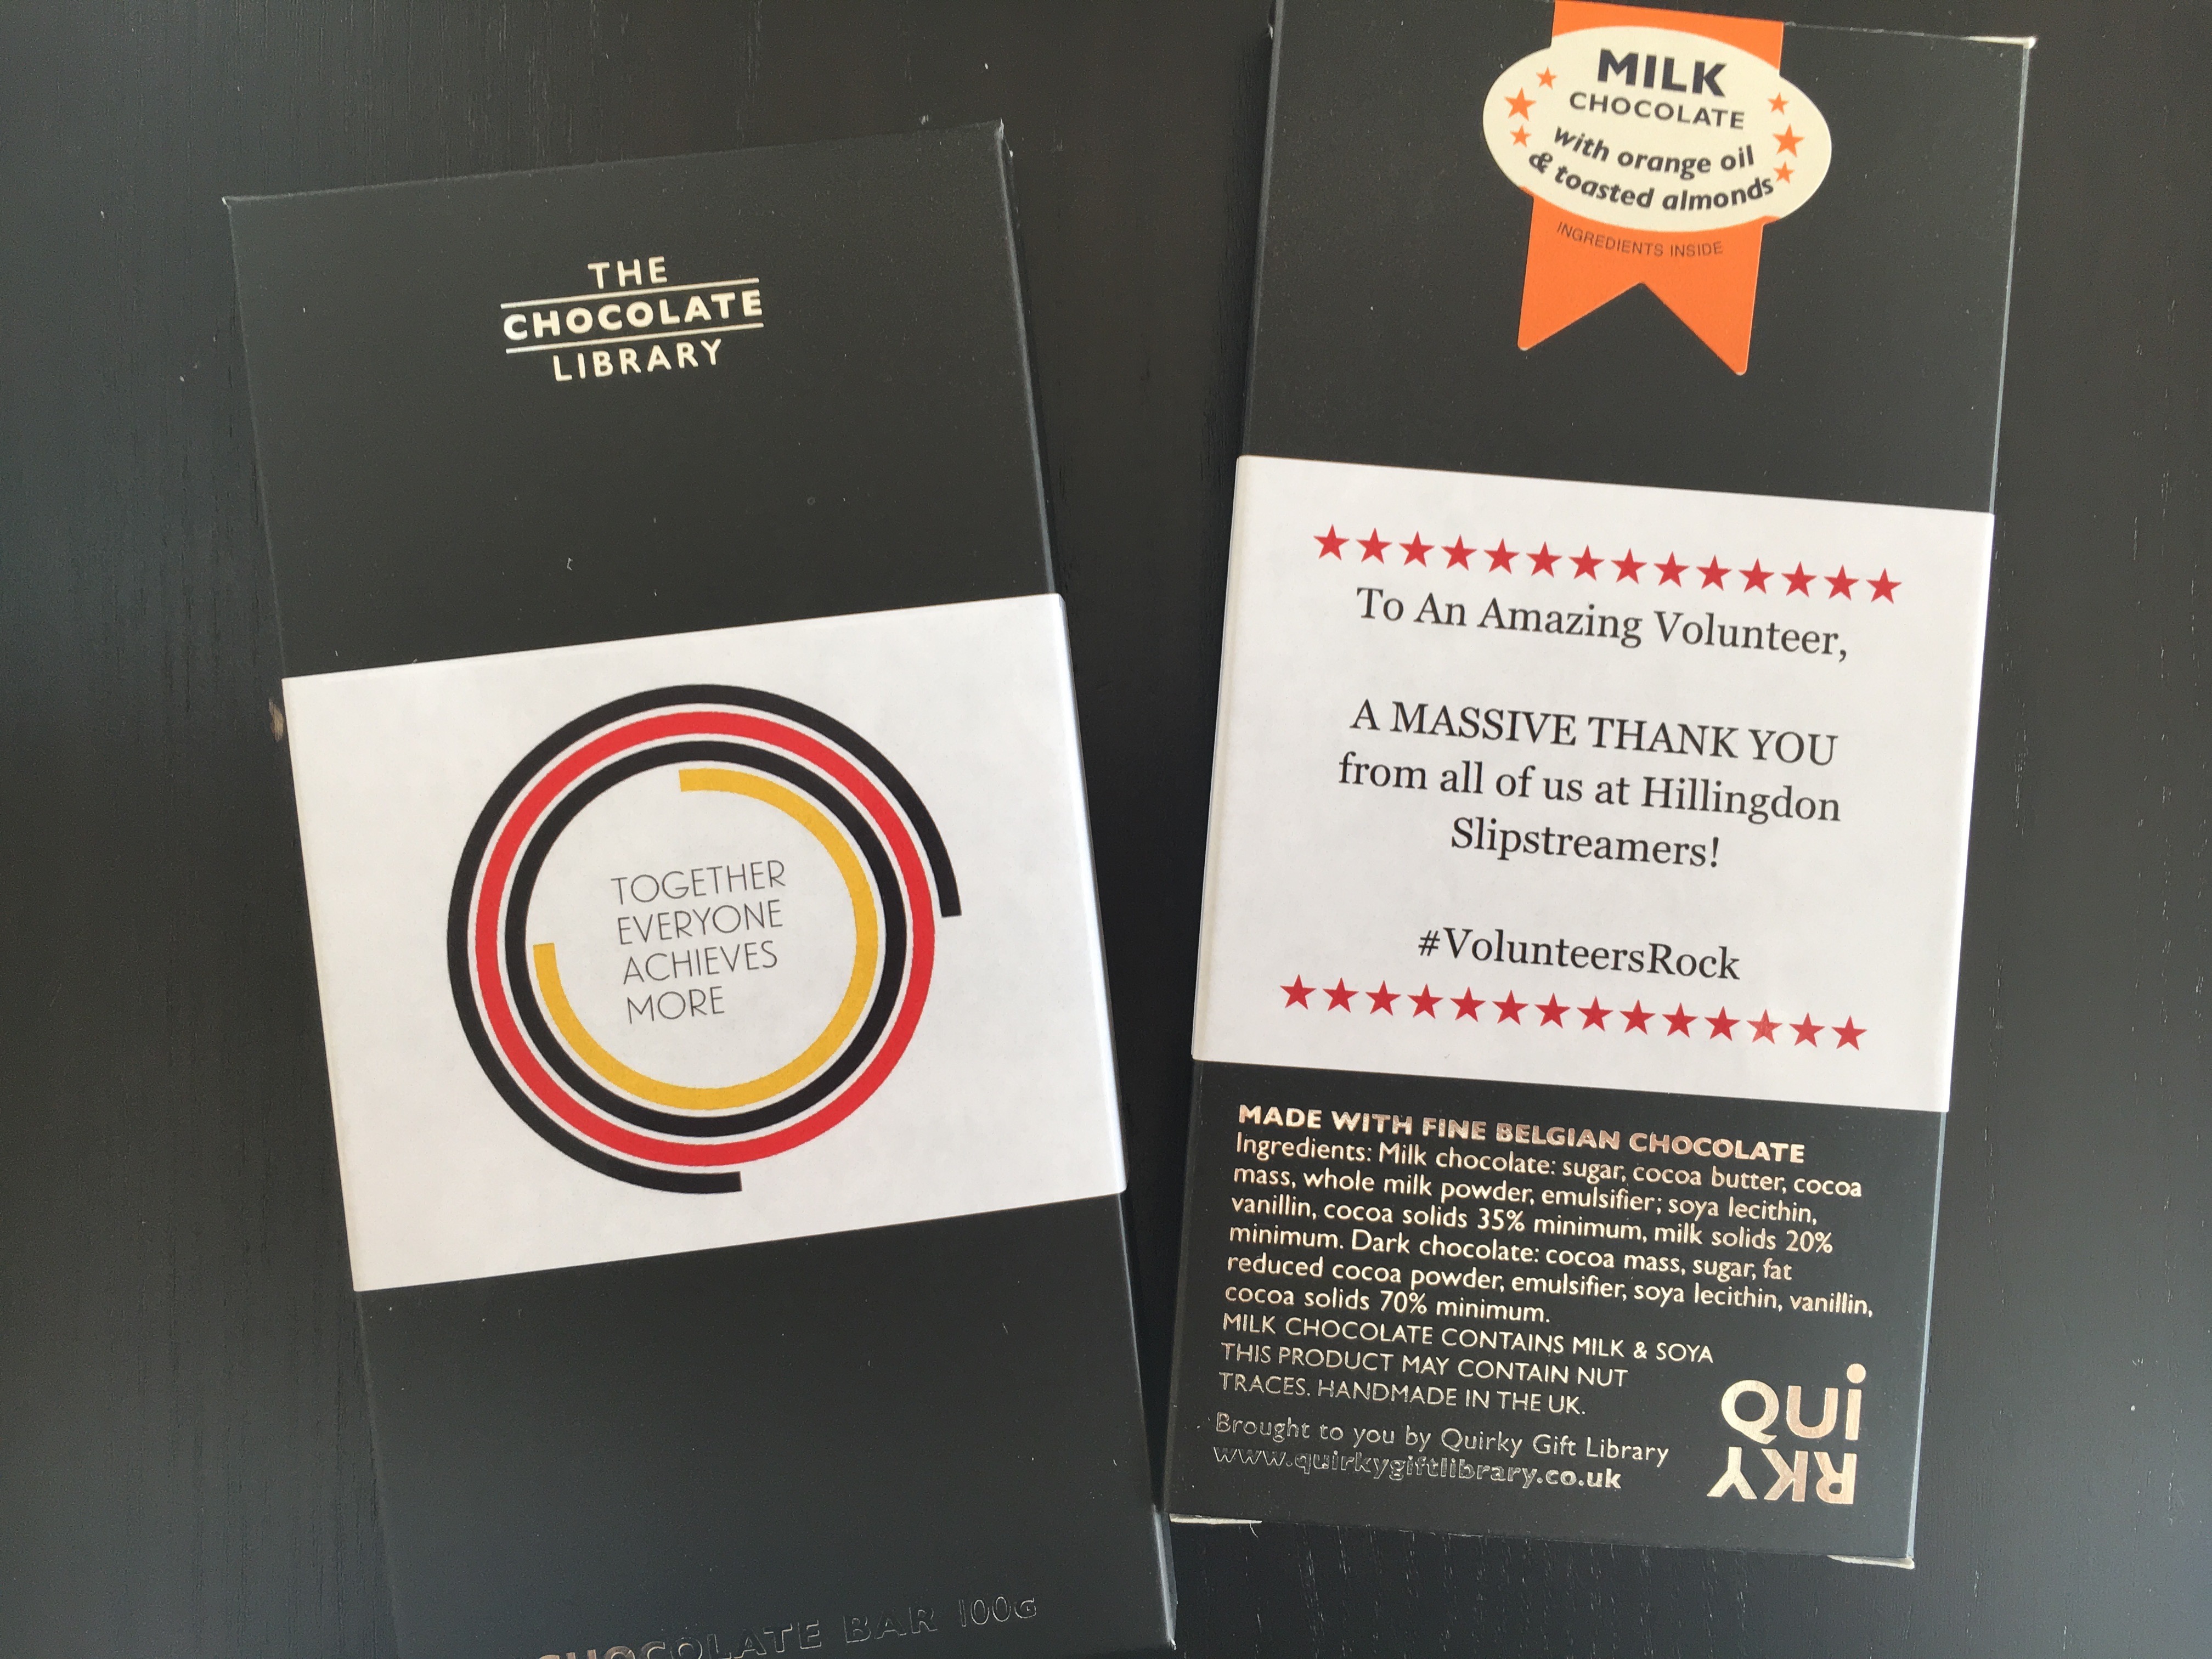 THE
CHOCOLATE
LIBRARY
TOGETHER
EVERYONE
ACHIEVES
MORE
CHOCOLATE BAR 100G
MILK
CHOCOLATE
with orange oil
& toasted almonds
INGREDIENTS INSIDE
To An Amazing Volunteer,
A MASSIVE THANK YOU
from all of us at Hillingdon
Slipstreamers!
#VolunteersRock
MADE WITH FINE BELGIAN CHOCOLATE
Ingredients: Milk chocolate: sugar, cocoa butter, cocoa
mass, whole milk powder, emulsifier; soya lecithin,
vanillin, cocoa solids 35% minimum, milk solids 20%
minimum. Dark chocolate: cocoa mass, sugar, fat
reduced cocoa powder, emulsifier, soya lecithin, vanillin,
cocoa solids 70% minimum.
MILK CHOCOLATE CONTAINS MILK & SOYA
THIS PRODUCT MAY CONTAIN NUT
TRACES. HANDMADE IN THE UK.
Brought to you by Quirky Gift Library
www.quirkygiftlibrary.co.uk
QUi
RKY